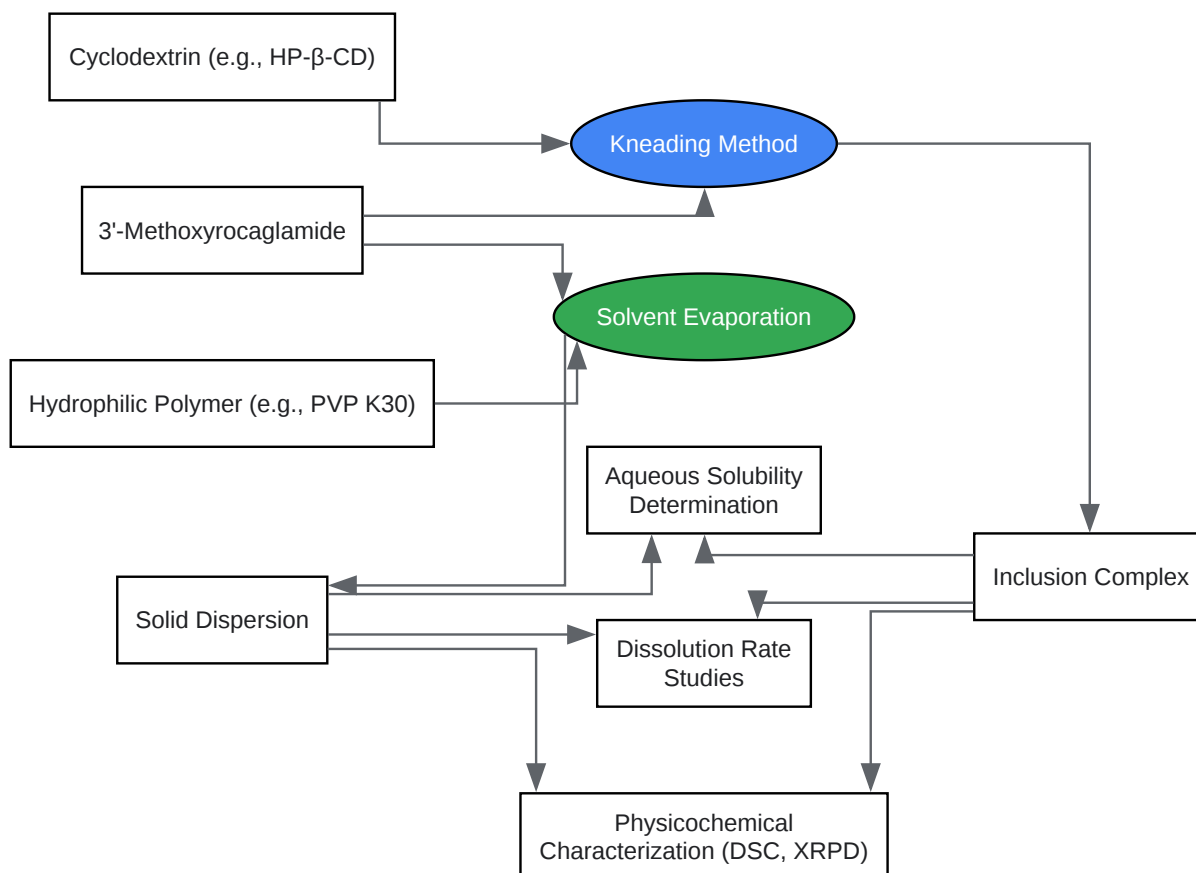 Cyclodextrin (e.g., HP-β-CD)
Kneading Method
3'-Methoxyrocaglamide
Solvent Evaporation
Hydrophilic Polymer (e.g., PVP K30)
Aqueous Solubility
Determination
Inclusion Complex
Solid Dispersion
Dissolution Rate
Studies
Physicochemical
Characterization (DSC, XRPD)